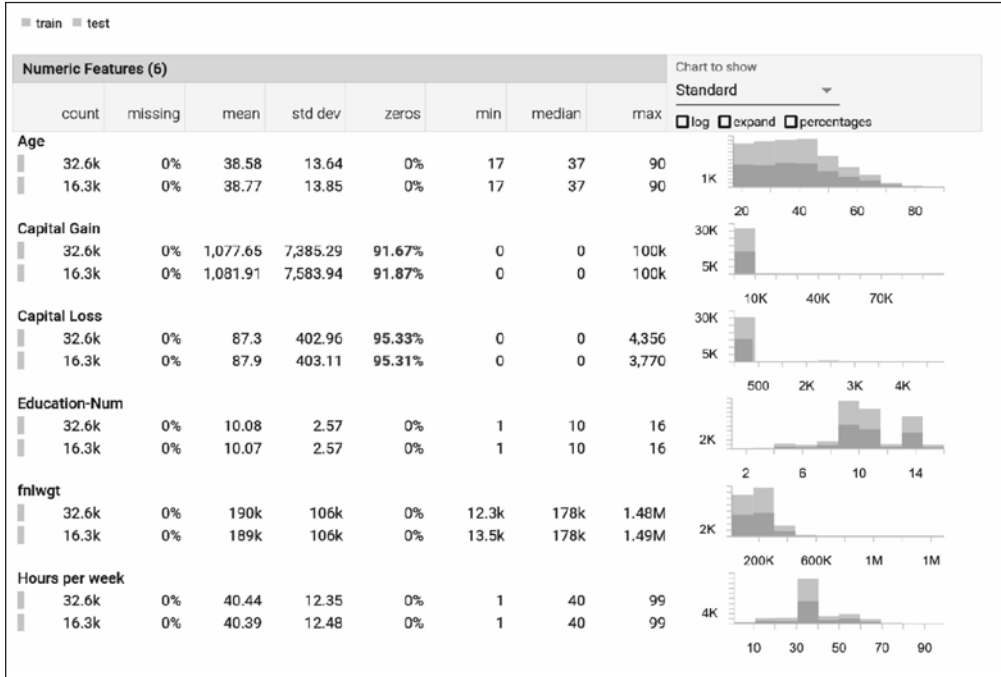 train test
Numeric Features (6)
Chart to show
Standard
count missing mean std dev zeros min median max
log expand percentages
Age
32.6k 0% 38.58 13.64 0% 17 37 90
16.3k 0% 38.77 13.85 0% 17 37 90
1K
20 40 60 80
Capital Gain
32.6k 0% 1,077.65 7,385.29 91.67% 0 0 100k
16.3k 0% 1,081.91 7,583.94 91.87% 0 0 100k
30K
5K
10K 40K 70K
Capital Loss
32.6k 0% 87.3 402.96 95.33% 0 0 4,356
16.3k 0% 87.9 403.11 95.31% 0 0 3,770
30K
5K
500 2K 3K 4K
Education-Num
32.6k 0% 10.08 2.57 0% 1 10 16
16.3k 0% 10.07 2.57 0% 1 10 16
2K
2 6 10 14
fnlwgt
32.6k 0% 190k 106k 0% 12.3k 178k 1.48M
16.3k 0% 189k 106k 0% 13.5k 178k 1.49M
2K
200K 600K 1M 1M
Hours per week
32.6k 0% 40.44 12.35 0% 1 40 99
16.3k 0% 40.39 12.48 0% 1 40 99
4K
10 30 50 70 90